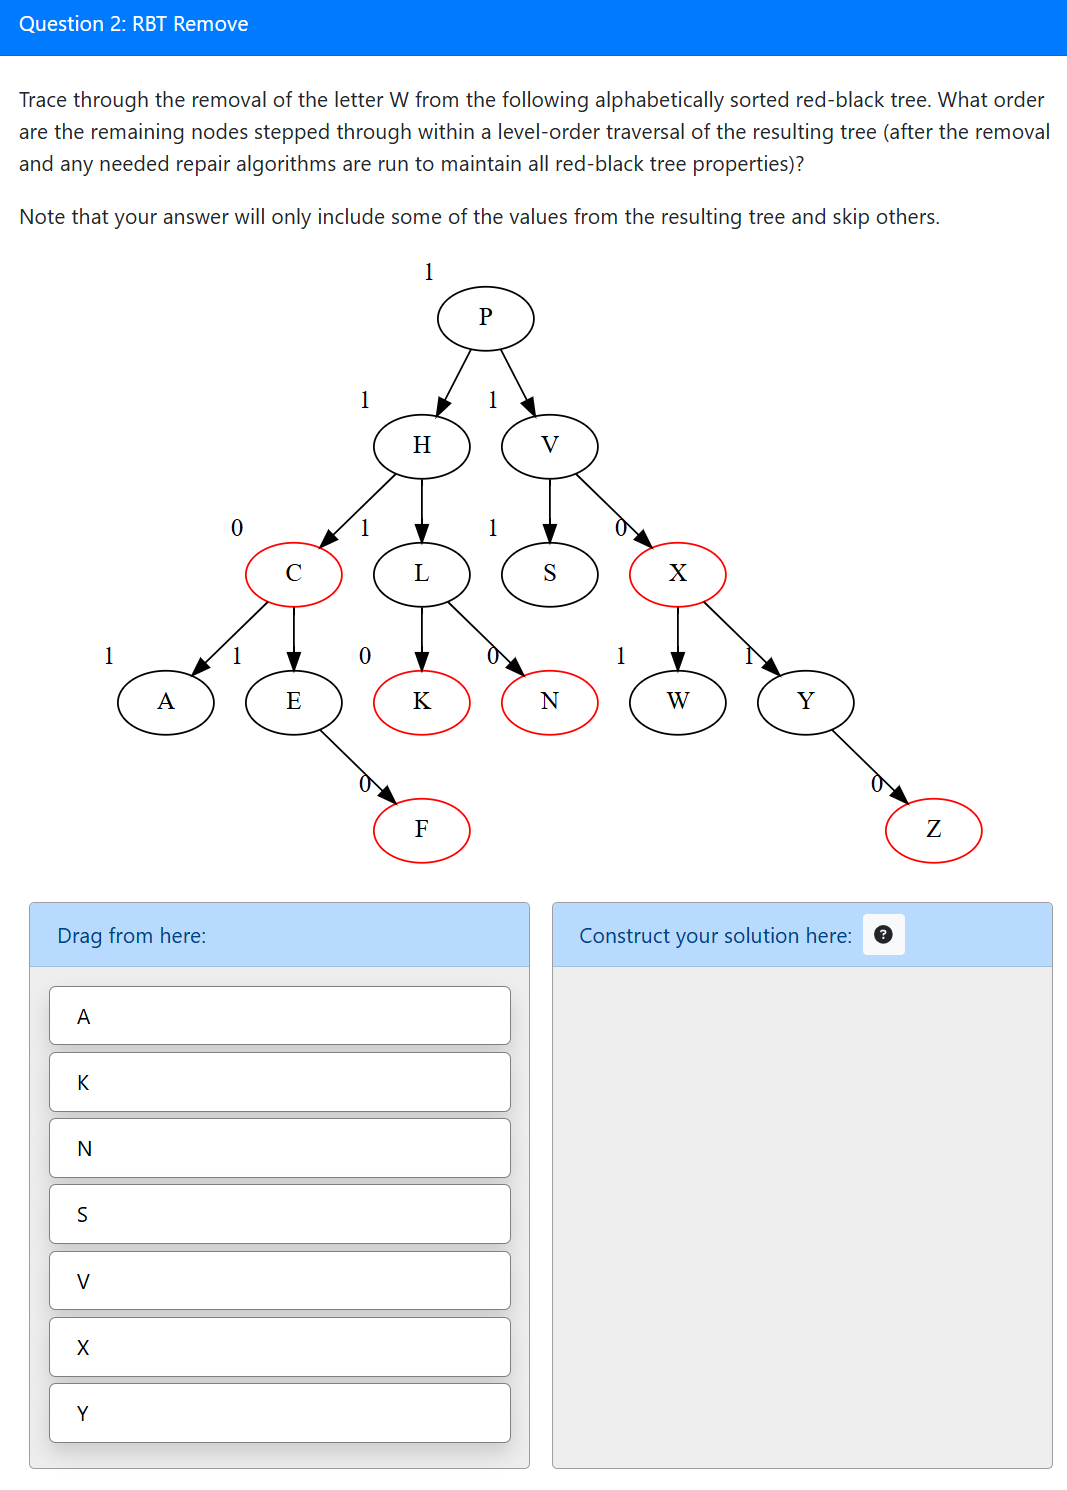 Question 2: RBT Remove
Trace through the removal of the letter W from the following alphabetically sorted red-black tree. What order
are the remaining nodes stepped through within a level-order traversal of the resulting tree (after the removal
and any needed repair algorithms are run to maintain all red-black tree properties)?
Note that your answer will only include some of the values from the resulting tree and skip others.
1
P
1 1
H V
0 1 1 0
C L S X
1 1 0 0 1 1
A E K N W Y
0 0
F Z
Drag from here:
A
K
N
S
V
X
Y
Construct your solution here: ?